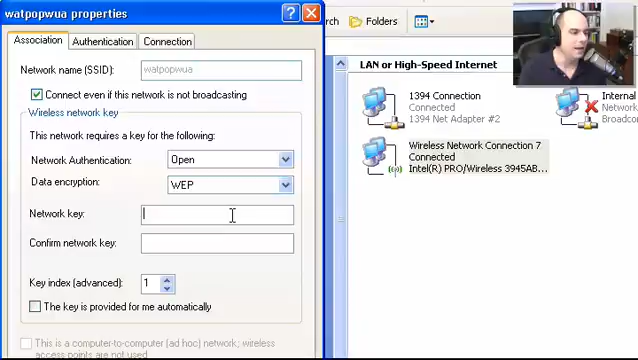 watpopwua properties
Association
Authentication
Connection
Network name (SSID):
watpopwua
Connect even if this network is not broadcasting
Wireless network key
This network requires a key for the following:
Network Authentication:
Open
Data encryption:
WEP
Network key:
Confirm network key:
Key index (advanced):
1
The key is provided for me automatically
This is a computer-to-computer (ad hoc) network; wireless
access points are not used
Search
Folders
LAN or High-Speed Internet
1394 Connection
Connected
1394 Net Adapter #2
Internal
Broadcom
Wireless Network Connection 7
Connected
Intel(R) PRO/Wireless 3945AB...